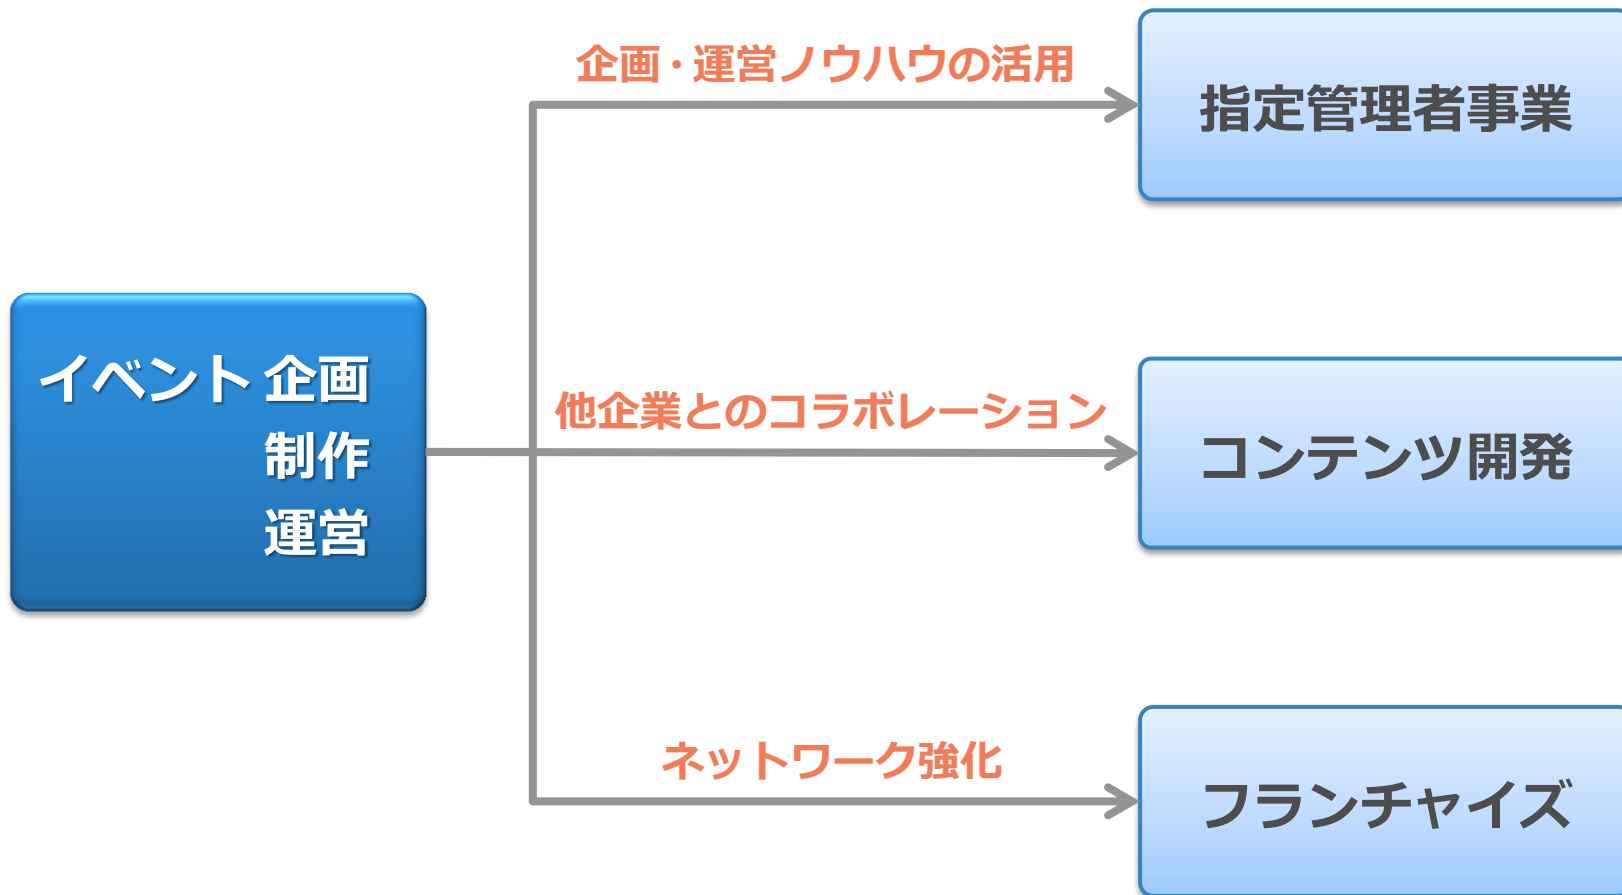 企画・運営ノウハウの活用
指定管理者事業
イベント 企画
制作
運営
他企業とのコラボレーション
コンテンツ開発
ネットワーク強化
フランチャイズ